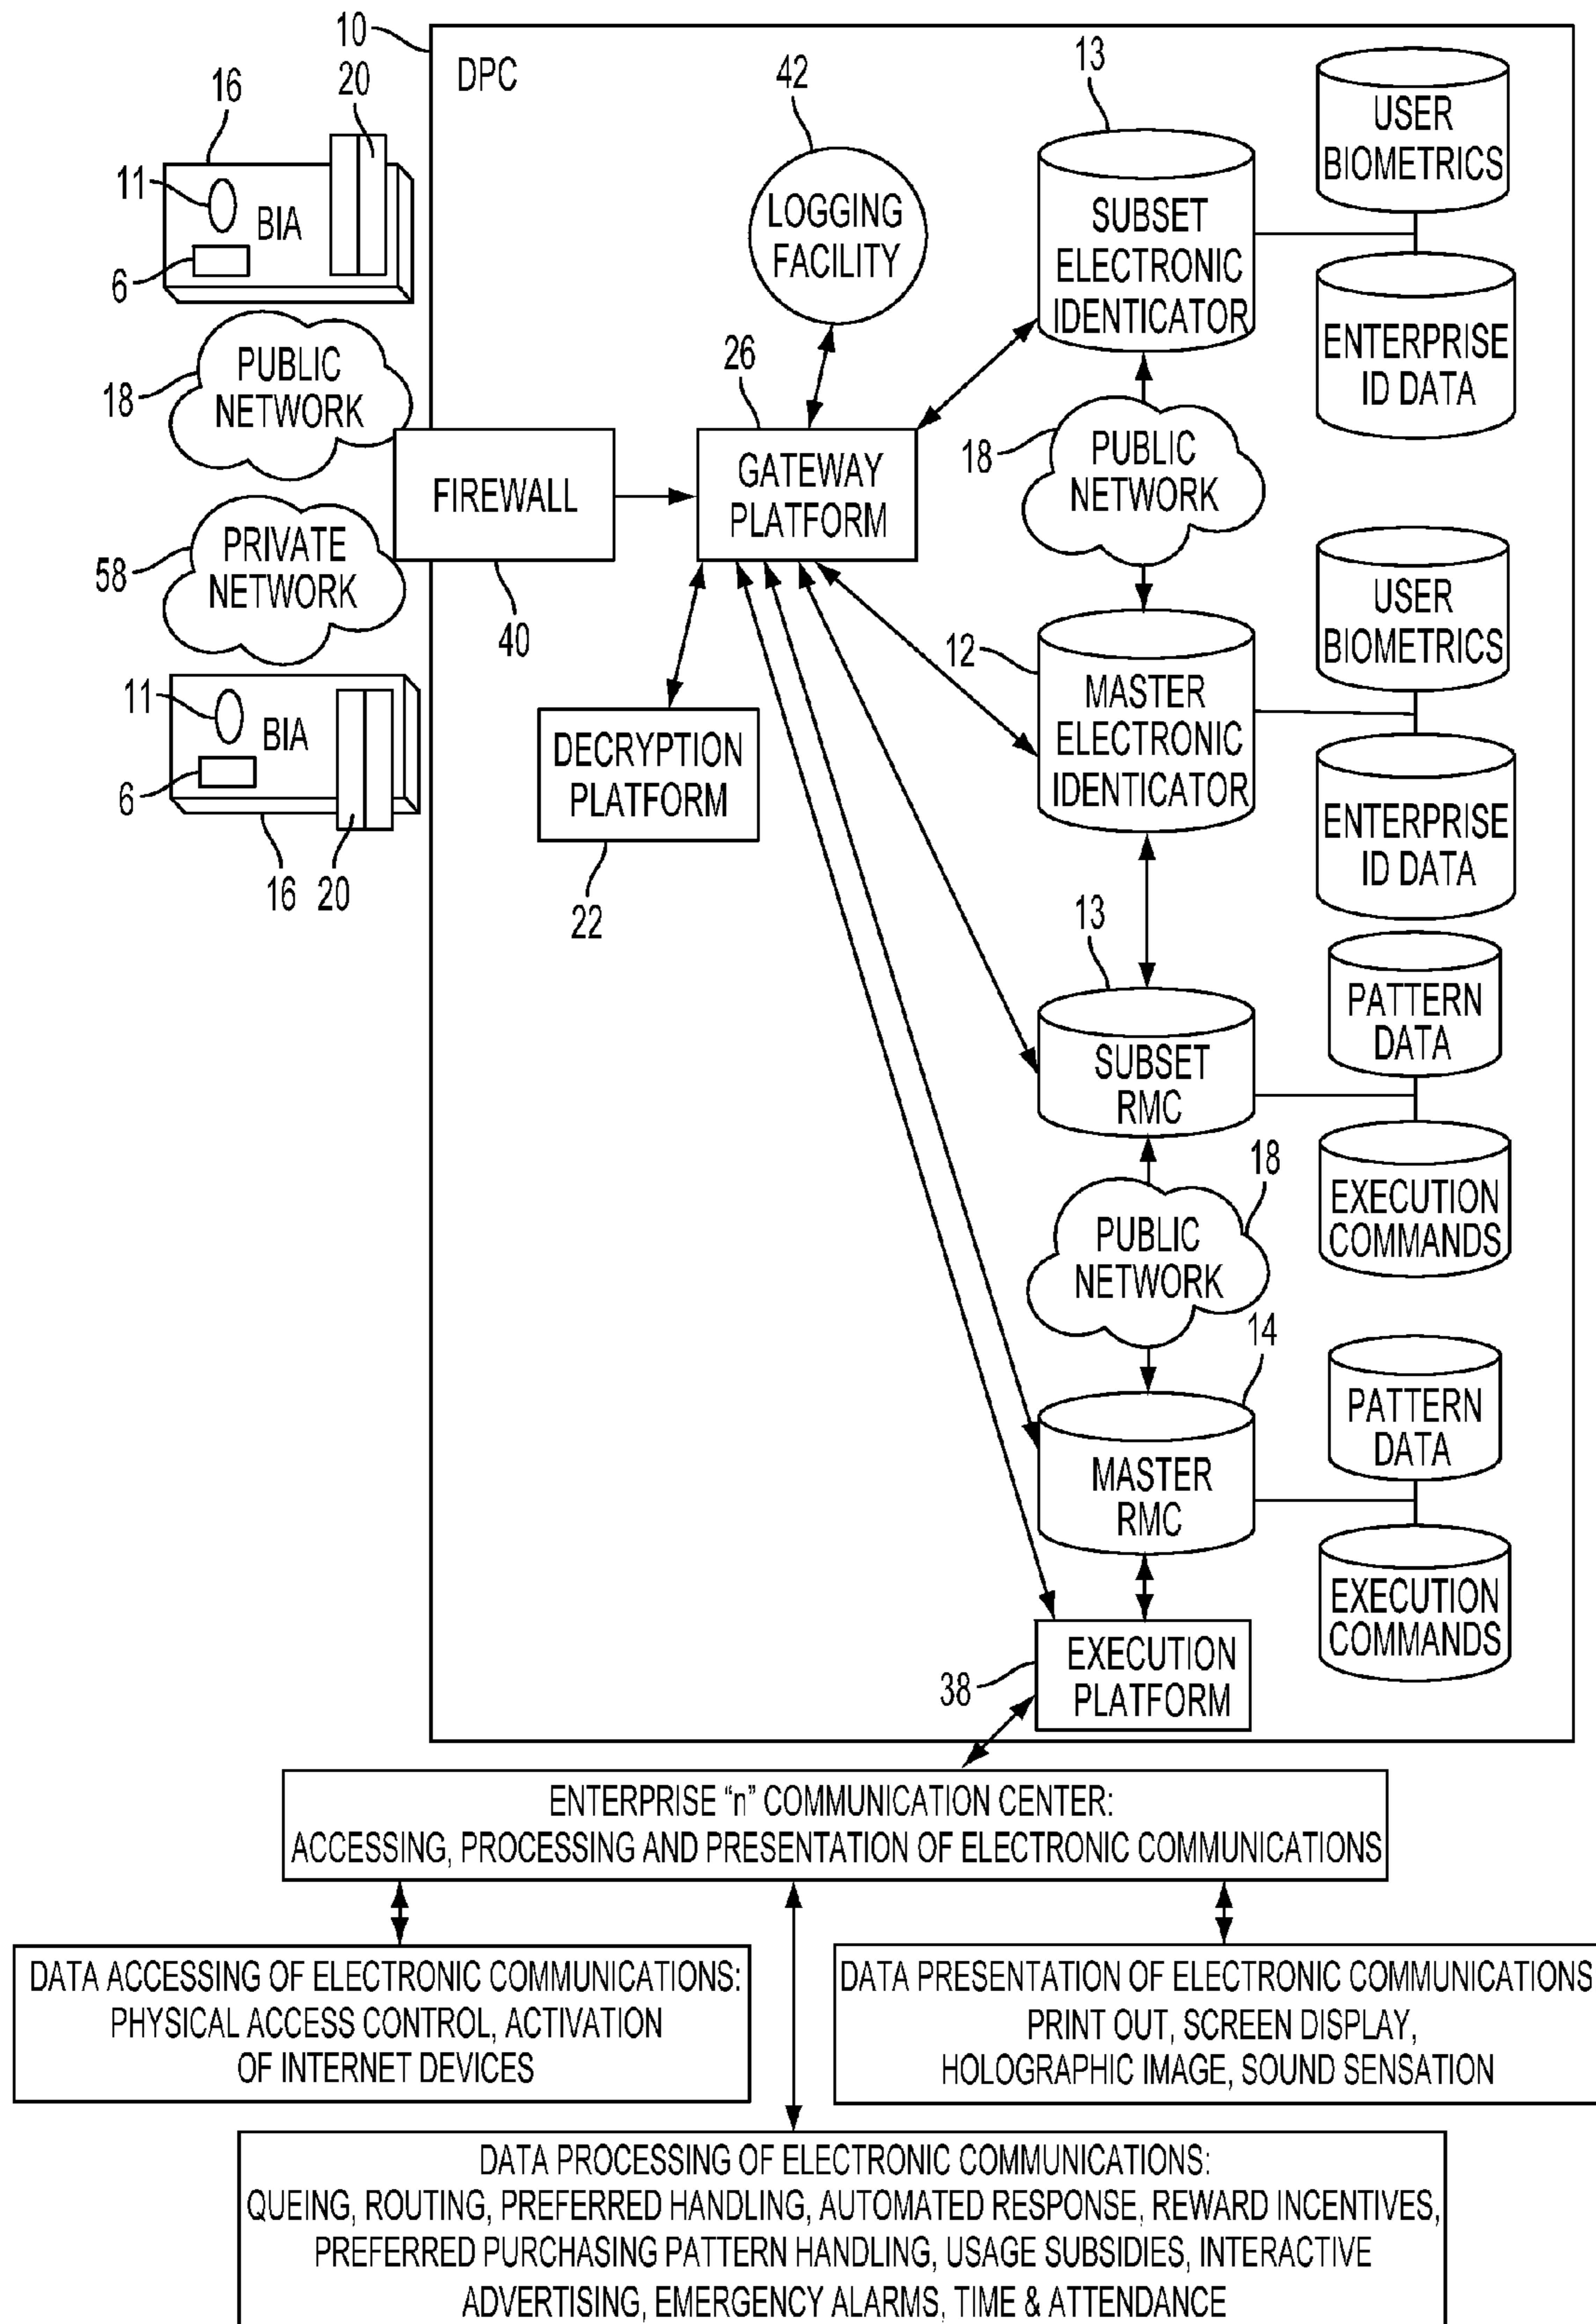 10
DPC
16
20
11
BIA
6
PUBLIC
NETWORK
18
PRIVATE
NETWORK
58
11
BIA
6
16
20
FIREWALL
40
42
LOGGING
FACILITY
26
GATEWAY
PLATFORM
DECRYPTION
PLATFORM
22
13
SUBSET
ELECTRONIC
IDENTICATOR
USER
BIOMETRICS
ENTERPRISE
ID DATA
18
PUBLIC
NETWORK
12
MASTER
ELECTRONIC
IDENTICATOR
USER
BIOMETRICS
ENTERPRISE
ID DATA
13
SUBSET
RMC
PATTERN
DATA
EXECUTION
COMMANDS
18
PUBLIC
NETWORK
14
MASTER
RMC
PATTERN
DATA
EXECUTION
COMMANDS
38
EXECUTION
PLATFORM
ENTERPRISE “n” COMMUNICATION CENTER:
ACCESSING, PROCESSING AND PRESENTATION OF ELECTRONIC COMMUNICATIONS
DATA ACCESSING OF ELECTRONIC COMMUNICATIONS:
PHYSICAL ACCESS CONTROL, ACTIVATION
OF INTERNET DEVICES
DATA PRESENTATION OF ELECTRONIC COMMUNICATIONS
PRINT OUT, SCREEN DISPLAY,
HOLOGRAPHIC IMAGE, SOUND SENSATION
DATA PROCESSING OF ELECTRONIC COMMUNICATIONS:
QUEING, ROUTING, PREFERRED HANDLING, AUTOMATED RESPONSE, REWARD INCENTIVES,
PREFERRED PURCHASING PATTERN HANDLING, USAGE SUBSIDIES, INTERACTIVE
ADVERTISING, EMERGENCY ALARMS, TIME & ATTENDANCE